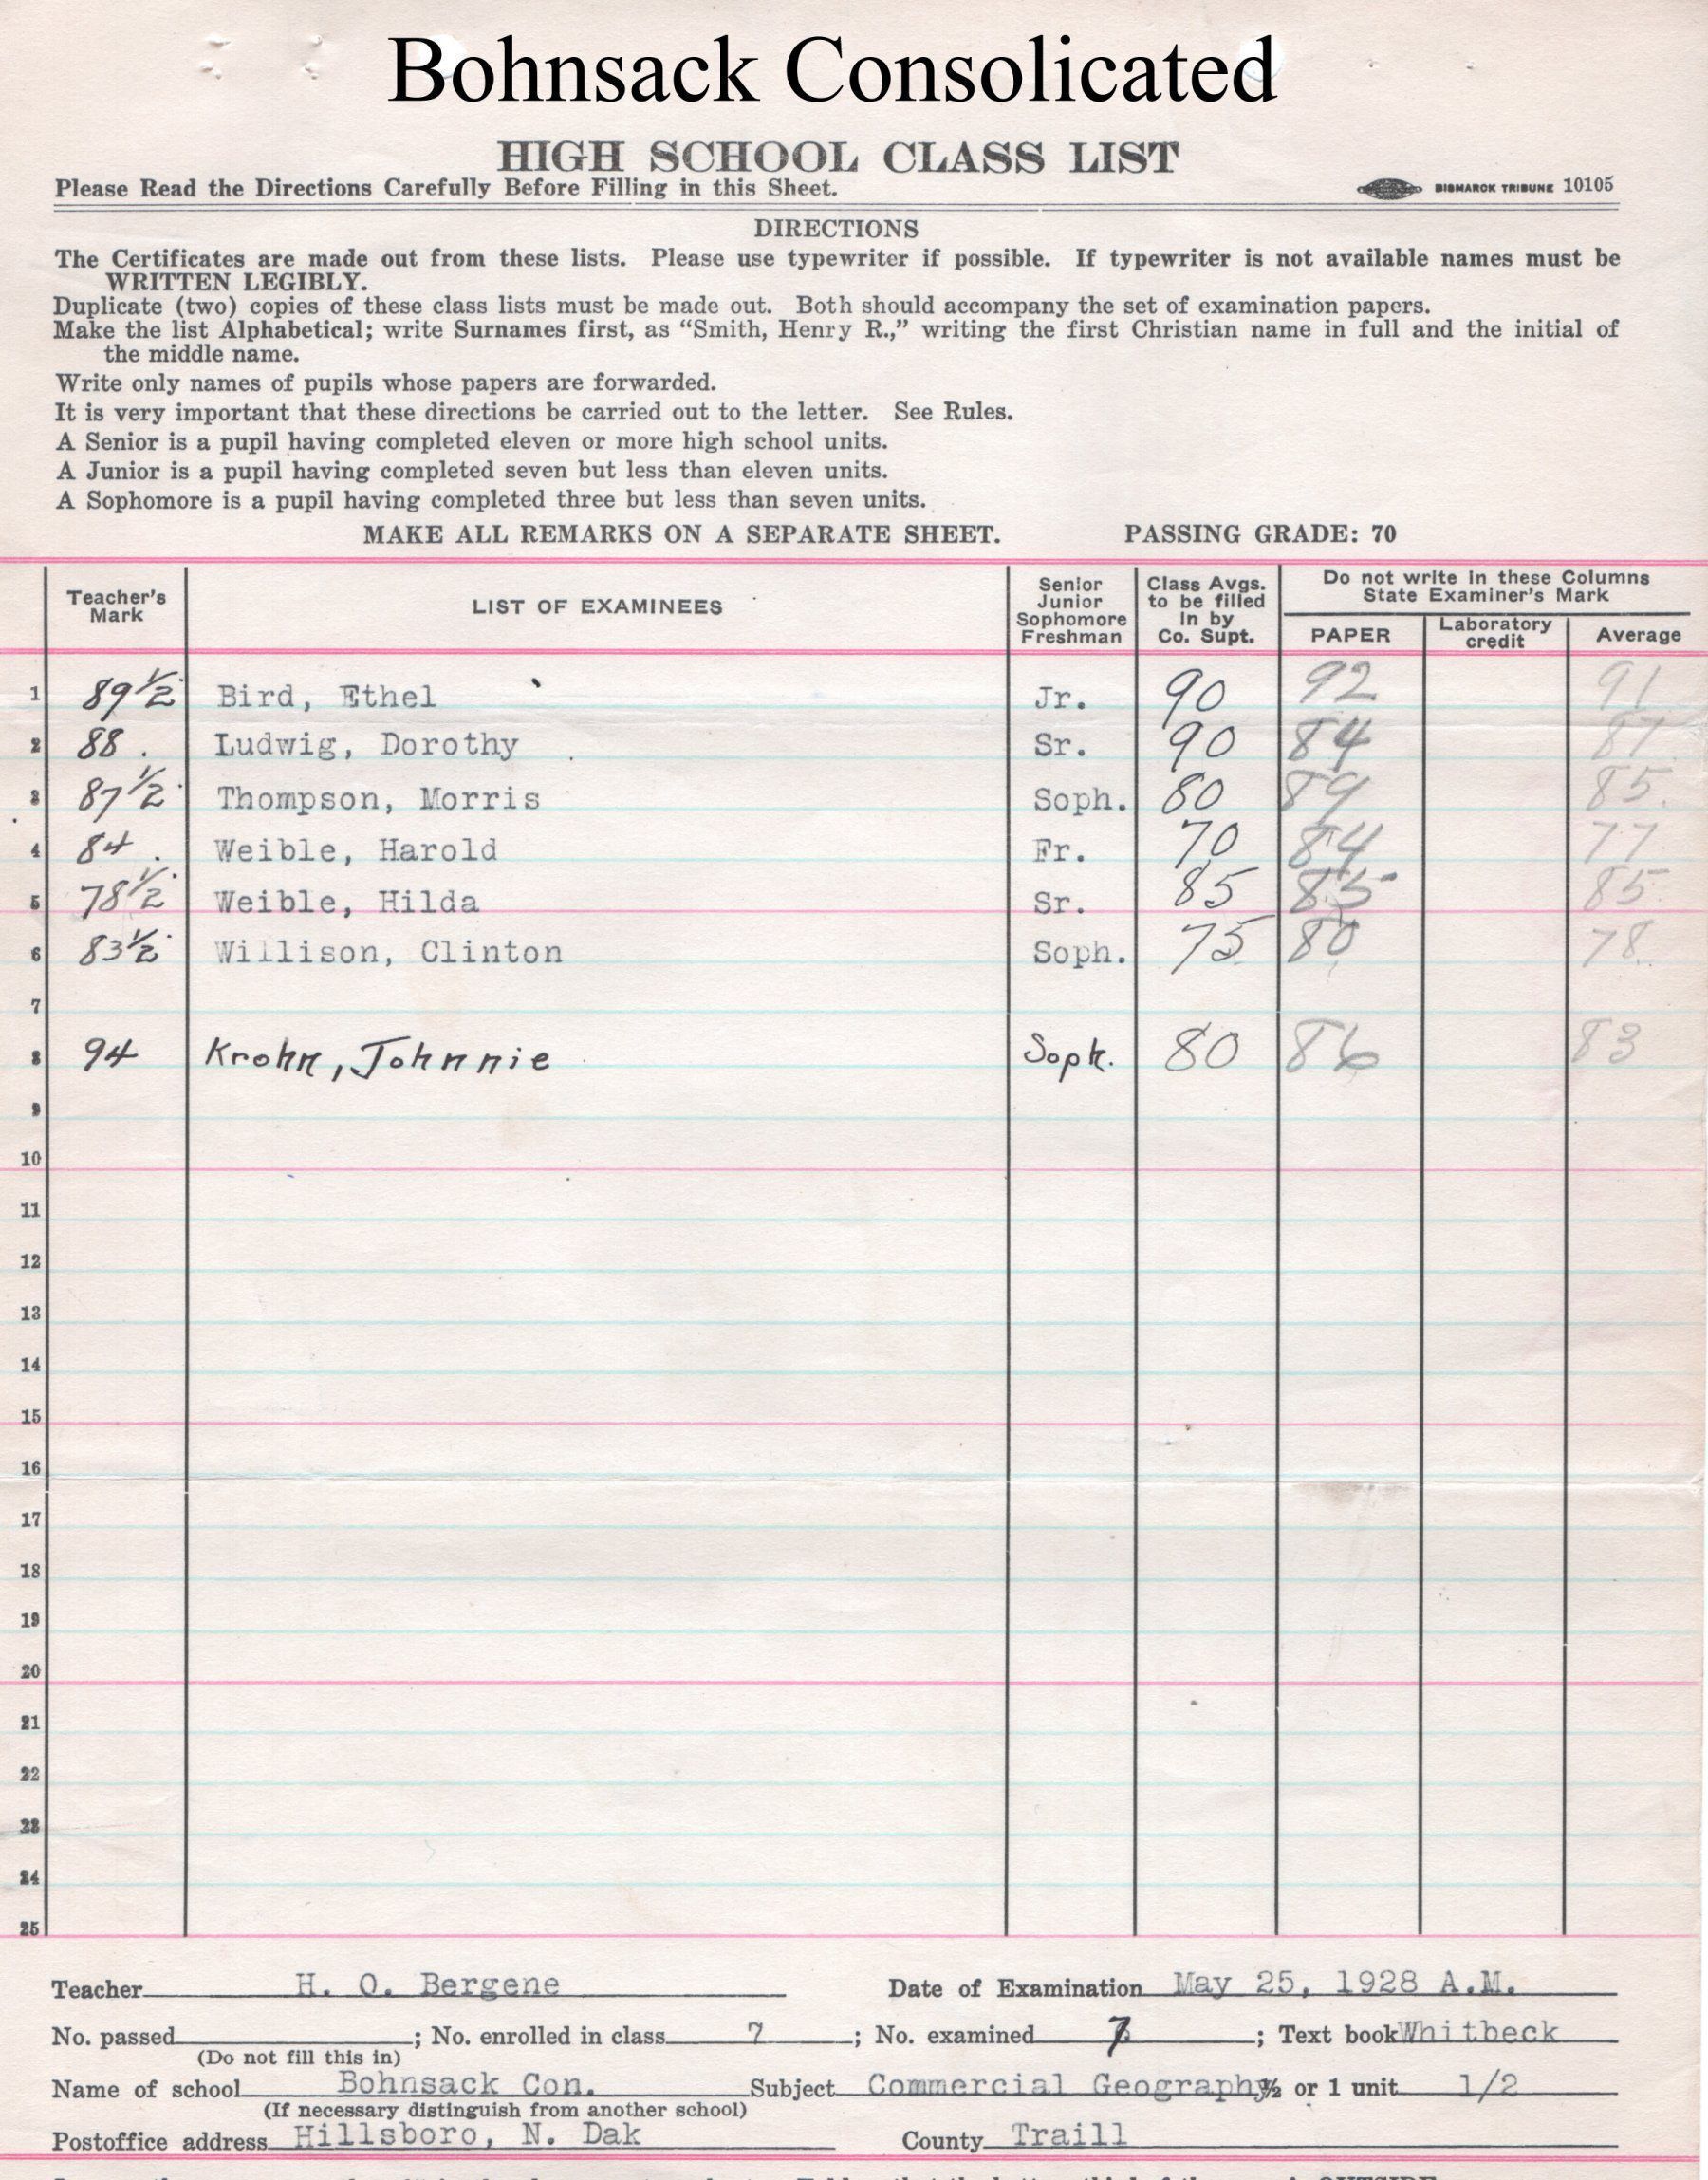 Bohnsack Consolicated
HIGH SCHOOL CLASS LIST
Please Read the Directions Carefully Before Filling in this Sheet. BISMARCK TRIBUNE 10105
DIRECTIONS
The Certificates are made out from these lists. Please use typewriter if possible. If typewriter is not available names must be
WRITTEN LEGIBLY.
Duplicate (two) copies of these class lists must be made out. Both should accompany the set of examination papers.
Make the list Alphabetical; write Surnames first, as “Smith, Henry R.,” writing the first Christian name in full and the initial of
the middle name.
Write only names of pupils whose papers are forwarded.
It is very important that these directions be carried out to the letter. See Rules.
A Senior is a pupil having completed eleven or more high school units.
A Junior is a pupil having completed seven but less than eleven units.
A Sophomore is a pupil having completed three but less than seven units.
MAKE ALL REMARKS ON A SEPARATE SHEET. PASSING GRADE: 70
Teacher's Mark LIST OF EXAMINEES Senior Junior Sophomore Freshman Class Avgs. to be filled in by Co. Supt. Do not write in these Columns State Examiner's Mark
PAPER Laboratory credit Average
1 89 1/2 Bird, Ethel Jr. 90 92 91
2 88 . Ludwig, Dorothy Sr. 90 84 87
3 87 1/2 Thompson, Morris Soph. 80 89 85
4 84 . Weible, Harold Fr. 70 84 77
5 78 1/2 Weible, Hilda Sr. 85 85 85
6 83 1/2 Willison, Clinton Soph. 75 80 78
7
8 94 Krohn, Johnnie Soph. 80 86 83
9
10
11
12
13
14
15
16
17
18
19
20
21
22
23
24
25
Teacher H. O. Bergene Date of Examination May 25, 1928 A.M.
No. passed ; No. enrolled in class 7 ; No. examined 7 ; Text book Whitbeck
(Do not fill this in)
Name of school Bohnsack Con. Subject Commercial Geography ½ or 1 unit 1/2
(If necessary distinguish from another school)
Postoffice address Hillsboro, N. Dak County Traill